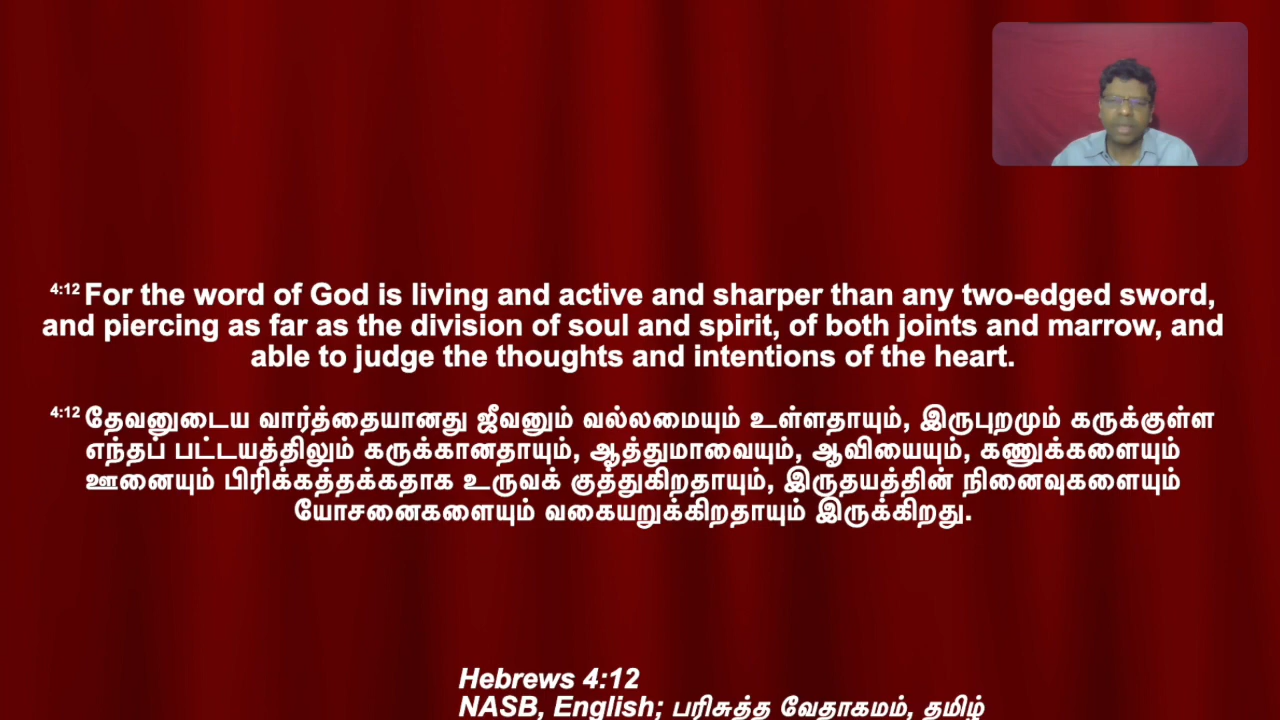 4:12 For the word of God is living and active and sharper than any two-edged sword,
and piercing as far as the division of soul and spirit, of both joints and marrow, and
able to judge the thoughts and intentions of the heart.
4:12 தேவனுடைய வார்த்தையானது ஜீவனும் வல்லமையும் உள்ளதாயும், இருபுறமும் கருக்குள்ள
எந்தப் பட்டயத்திலும் கருக்கானதாயும், ஆத்துமாவையும், ஆவியையும், கணுக்களையும்
ஊனையும் பிரிக்கத்தக்கதாக உருவக் குத்துகிறதாயும், இருதயத்தின் நினைவுகளையும்
யோசனைகளையும் வகையறுக்கிறதாயும் இருக்கிறது.
Hebrews 4:12
NASB, English; பரிசுத்த வேதாகமம், தமிழ்